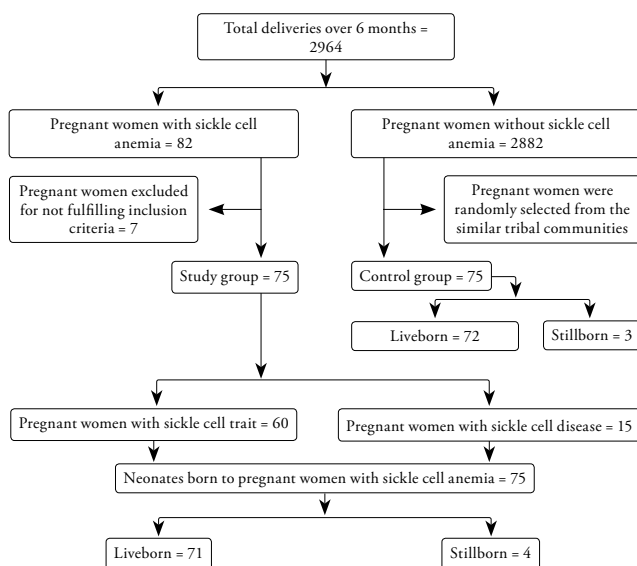 Total deliveries over 6 months =
2964
Pregnant women with sickle cell
anemia = 82
Pregnant women without sickle cell
anemia = 2882
Pregnant women excluded
for not fulfilling inclusion
criteria = 7
Pregnant women were
randomly selected from the
similar tribal communities
Study group = 75
Control group = 75
Liveborn = 72
Stillborn = 3
Pregnant women with sickle cell trait = 60
Pregnant women with sickle cell disease = 15
Neonates born to pregnant women with sickle cell anemia = 75
Liveborn = 71
Stillborn = 4